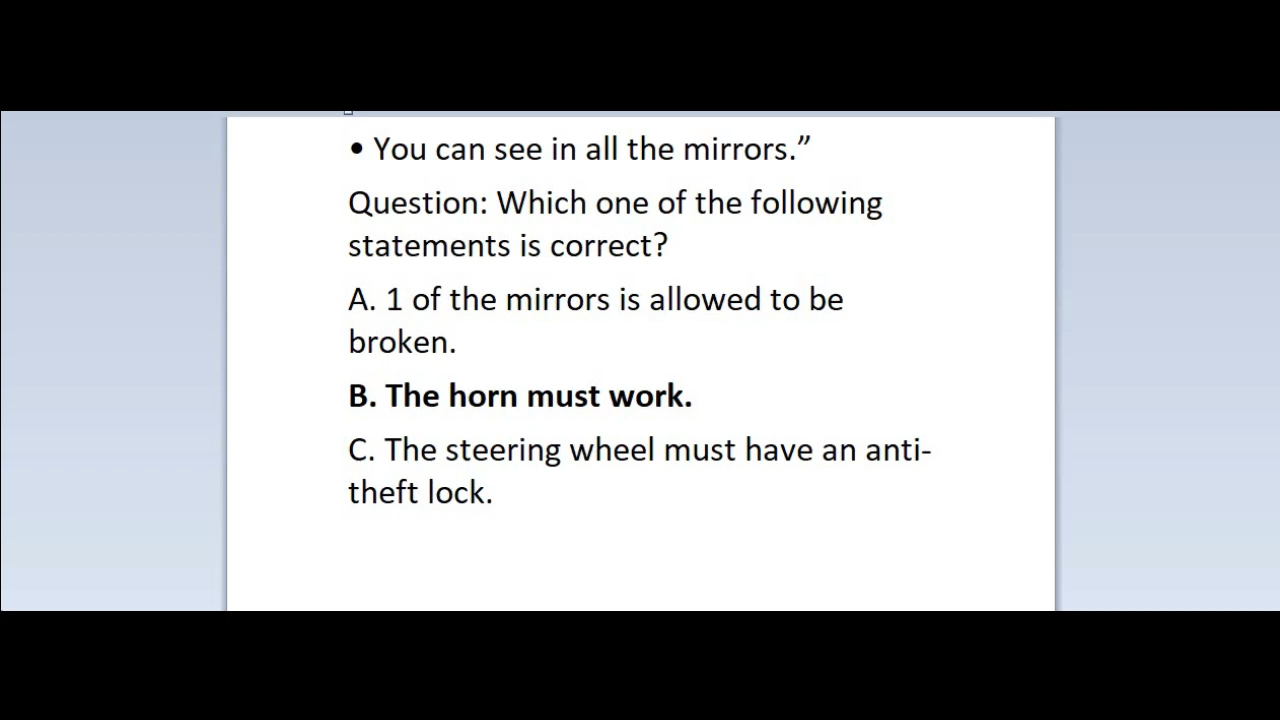 • You can see in all the mirrors.”
Question: Which one of the following
statements is correct?
A. 1 of the mirrors is allowed to be
broken.
B. The horn must work.
C. The steering wheel must have an anti-
theft lock.